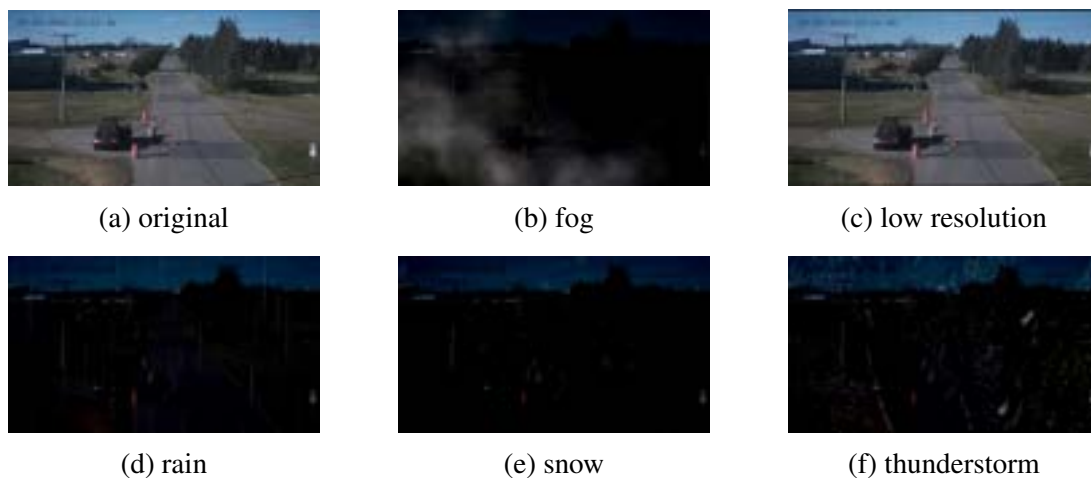 (a) original
(b) fog
(c) low resolution
(d) rain
(e) snow
(f) thunderstorm